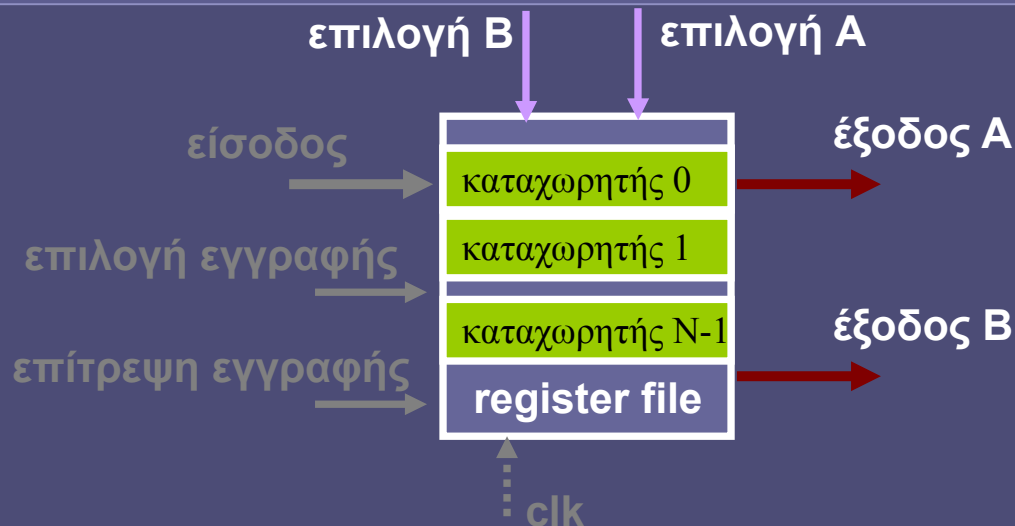 επιλογή B
επιλογή A
είσοδος
έξοδος A
καταχωρητής 0
επιλογή εγγραφής
καταχωρητής 1
καταχωρητής N-1
έξοδος B
επίτρεψη εγγραφής
register file
clk